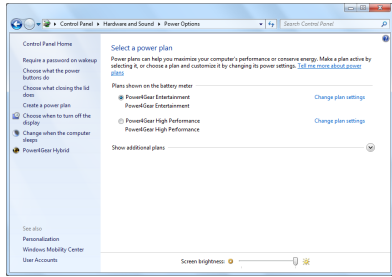 Control Panel ▸ Hardware and Sound ▸ Power Options
Search Control Panel
Control Panel Home
Require a password on wakeup
Choose what the power
buttons do
Choose what closing the lid
does
Create a power plan
Choose when to turn off the
display
Change when the computer
sleeps
Power4Gear Hybrid
See also
Personalization
Windows Mobility Center
User Accounts
Select a power plan
Power plans can help you maximize your computer's performance or conserve energy. Make a plan active by
selecting it, or choose a plan and customize it by changing its power settings. Tell me more about power
plans
Plans shown on the battery meter
Power4Gear Entertainment Change plan settings
Power4Gear Entertainment
Power4Gear High Performance Change plan settings
Power4Gear High Performance
Show additional plans
Screen brightness: